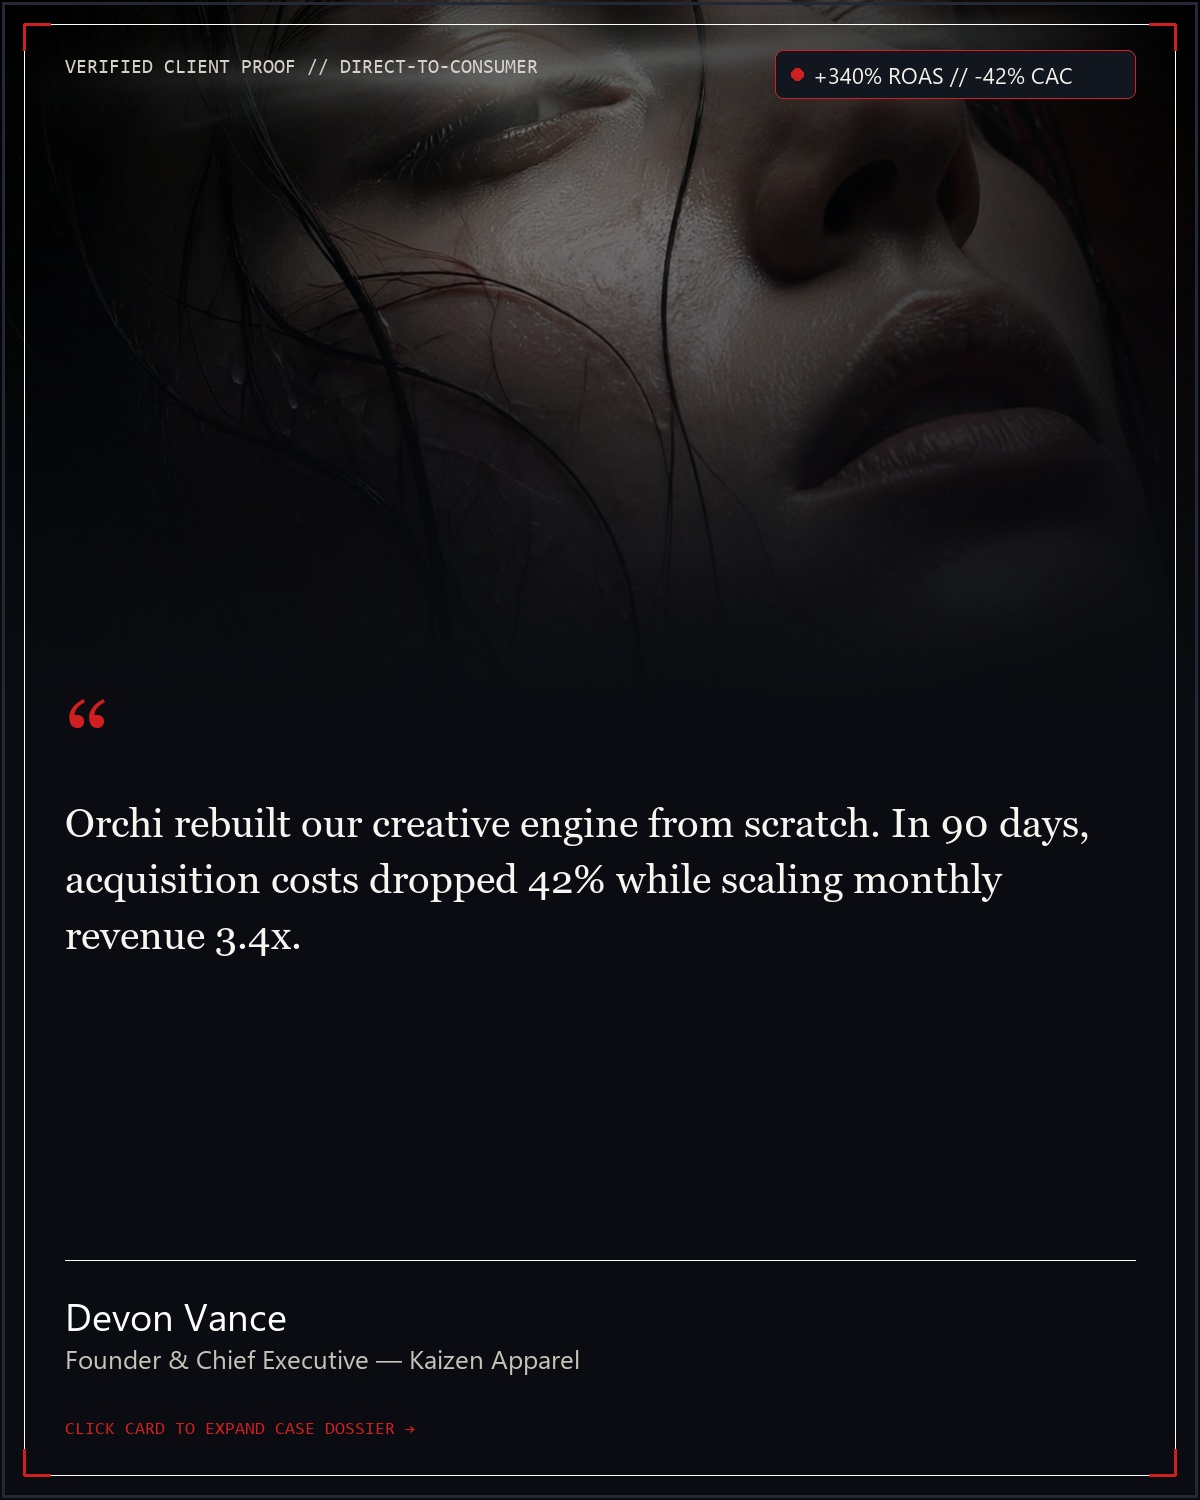 VERIFIED CLIENT PROOF // DIRECT-TO-CONSUMER
+340% ROAS // -42% CAC
“
Orchi rebuilt our creative engine from scratch. In 90 days,
acquisition costs dropped 42% while scaling monthly
revenue 3.4x.
Devon Vance
Founder & Chief Executive — Kaizen Apparel
CLICK CARD TO EXPAND CASE DOSSIER →